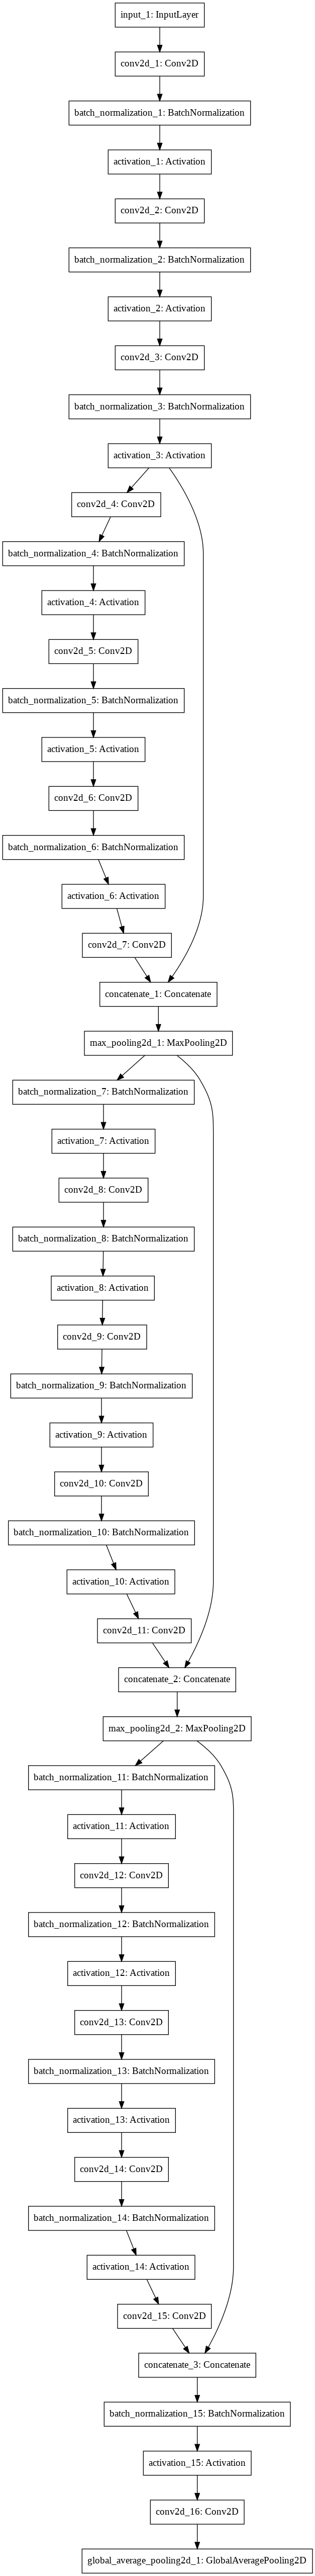 input_1: InputLayer
conv2d_1: Conv2D
batch_normalization_1: BatchNormalization
activation_1: Activation
conv2d_2: Conv2D
batch_normalization_2: BatchNormalization
activation_2: Activation
conv2d_3: Conv2D
batch_normalization_3: BatchNormalization
activation_3: Activation
conv2d_4: Conv2D
batch_normalization_4: BatchNormalization
activation_4: Activation
conv2d_5: Conv2D
batch_normalization_5: BatchNormalization
activation_5: Activation
conv2d_6: Conv2D
batch_normalization_6: BatchNormalization
activation_6: Activation
conv2d_7: Conv2D
concatenate_1: Concatenate
max_pooling2d_1: MaxPooling2D
batch_normalization_7: BatchNormalization
activation_7: Activation
conv2d_8: Conv2D
batch_normalization_8: BatchNormalization
activation_8: Activation
conv2d_9: Conv2D
batch_normalization_9: BatchNormalization
activation_9: Activation
conv2d_10: Conv2D
batch_normalization_10: BatchNormalization
activation_10: Activation
conv2d_11: Conv2D
concatenate_2: Concatenate
max_pooling2d_2: MaxPooling2D
batch_normalization_11: BatchNormalization
activation_11: Activation
conv2d_12: Conv2D
batch_normalization_12: BatchNormalization
activation_12: Activation
conv2d_13: Conv2D
batch_normalization_13: BatchNormalization
activation_13: Activation
conv2d_14: Conv2D
batch_normalization_14: BatchNormalization
activation_14: Activation
conv2d_15: Conv2D
concatenate_3: Concatenate
batch_normalization_15: BatchNormalization
activation_15: Activation
conv2d_16: Conv2D
global_average_pooling2d_1: GlobalAveragePooling2D